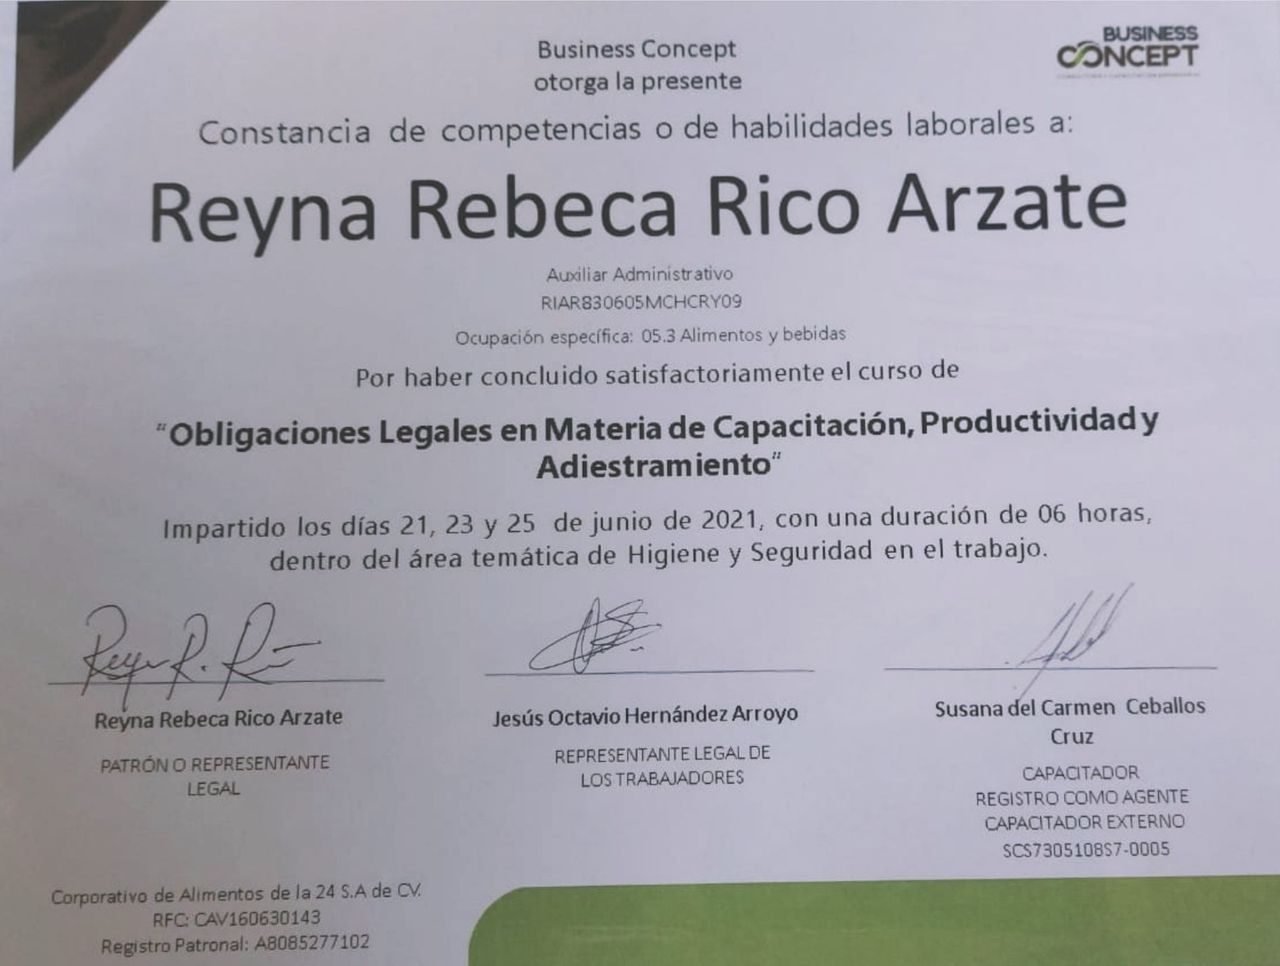 BUSINESS
CONCEPT
Business Concept
otorga la presente
Constancia de competencias o de habilidades laborales a:
Reyna Rebeca Rico Arzate
Auxiliar Administrativo
RIAR830605MCHCRY09
Ocupación específica: 05.3 Alimentos y bebidas
Por haber concluido satisfactoriamente el curso de
"Obligaciones Legales en Materia de Capacitación, Productividad y
Adiestramiento"
Impartido los días 21, 23 y 25 de junio de 2021, con una duración de 06 horas,
dentro del área temática de Higiene y Seguridad en el trabajo.
Reyna R. Ri
Reyna Rebeca Rico Arzate
PATRÓN O REPRESENTANTE
LEGAL
Jesús Octavio Hernández Arroyo
REPRESENTANTE LEGAL DE
LOS TRABAJADORES
Susana del Carmen Ceballos
Cruz
CAPACITADOR
REGISTRO COMO AGENTE
CAPACITADOR EXTERNO
SCS7305108S7-0005
Corporativo de Alimentos de la 24 S.A de CV.
RFC: CAV160630143
Registro Patronal: A8085277102